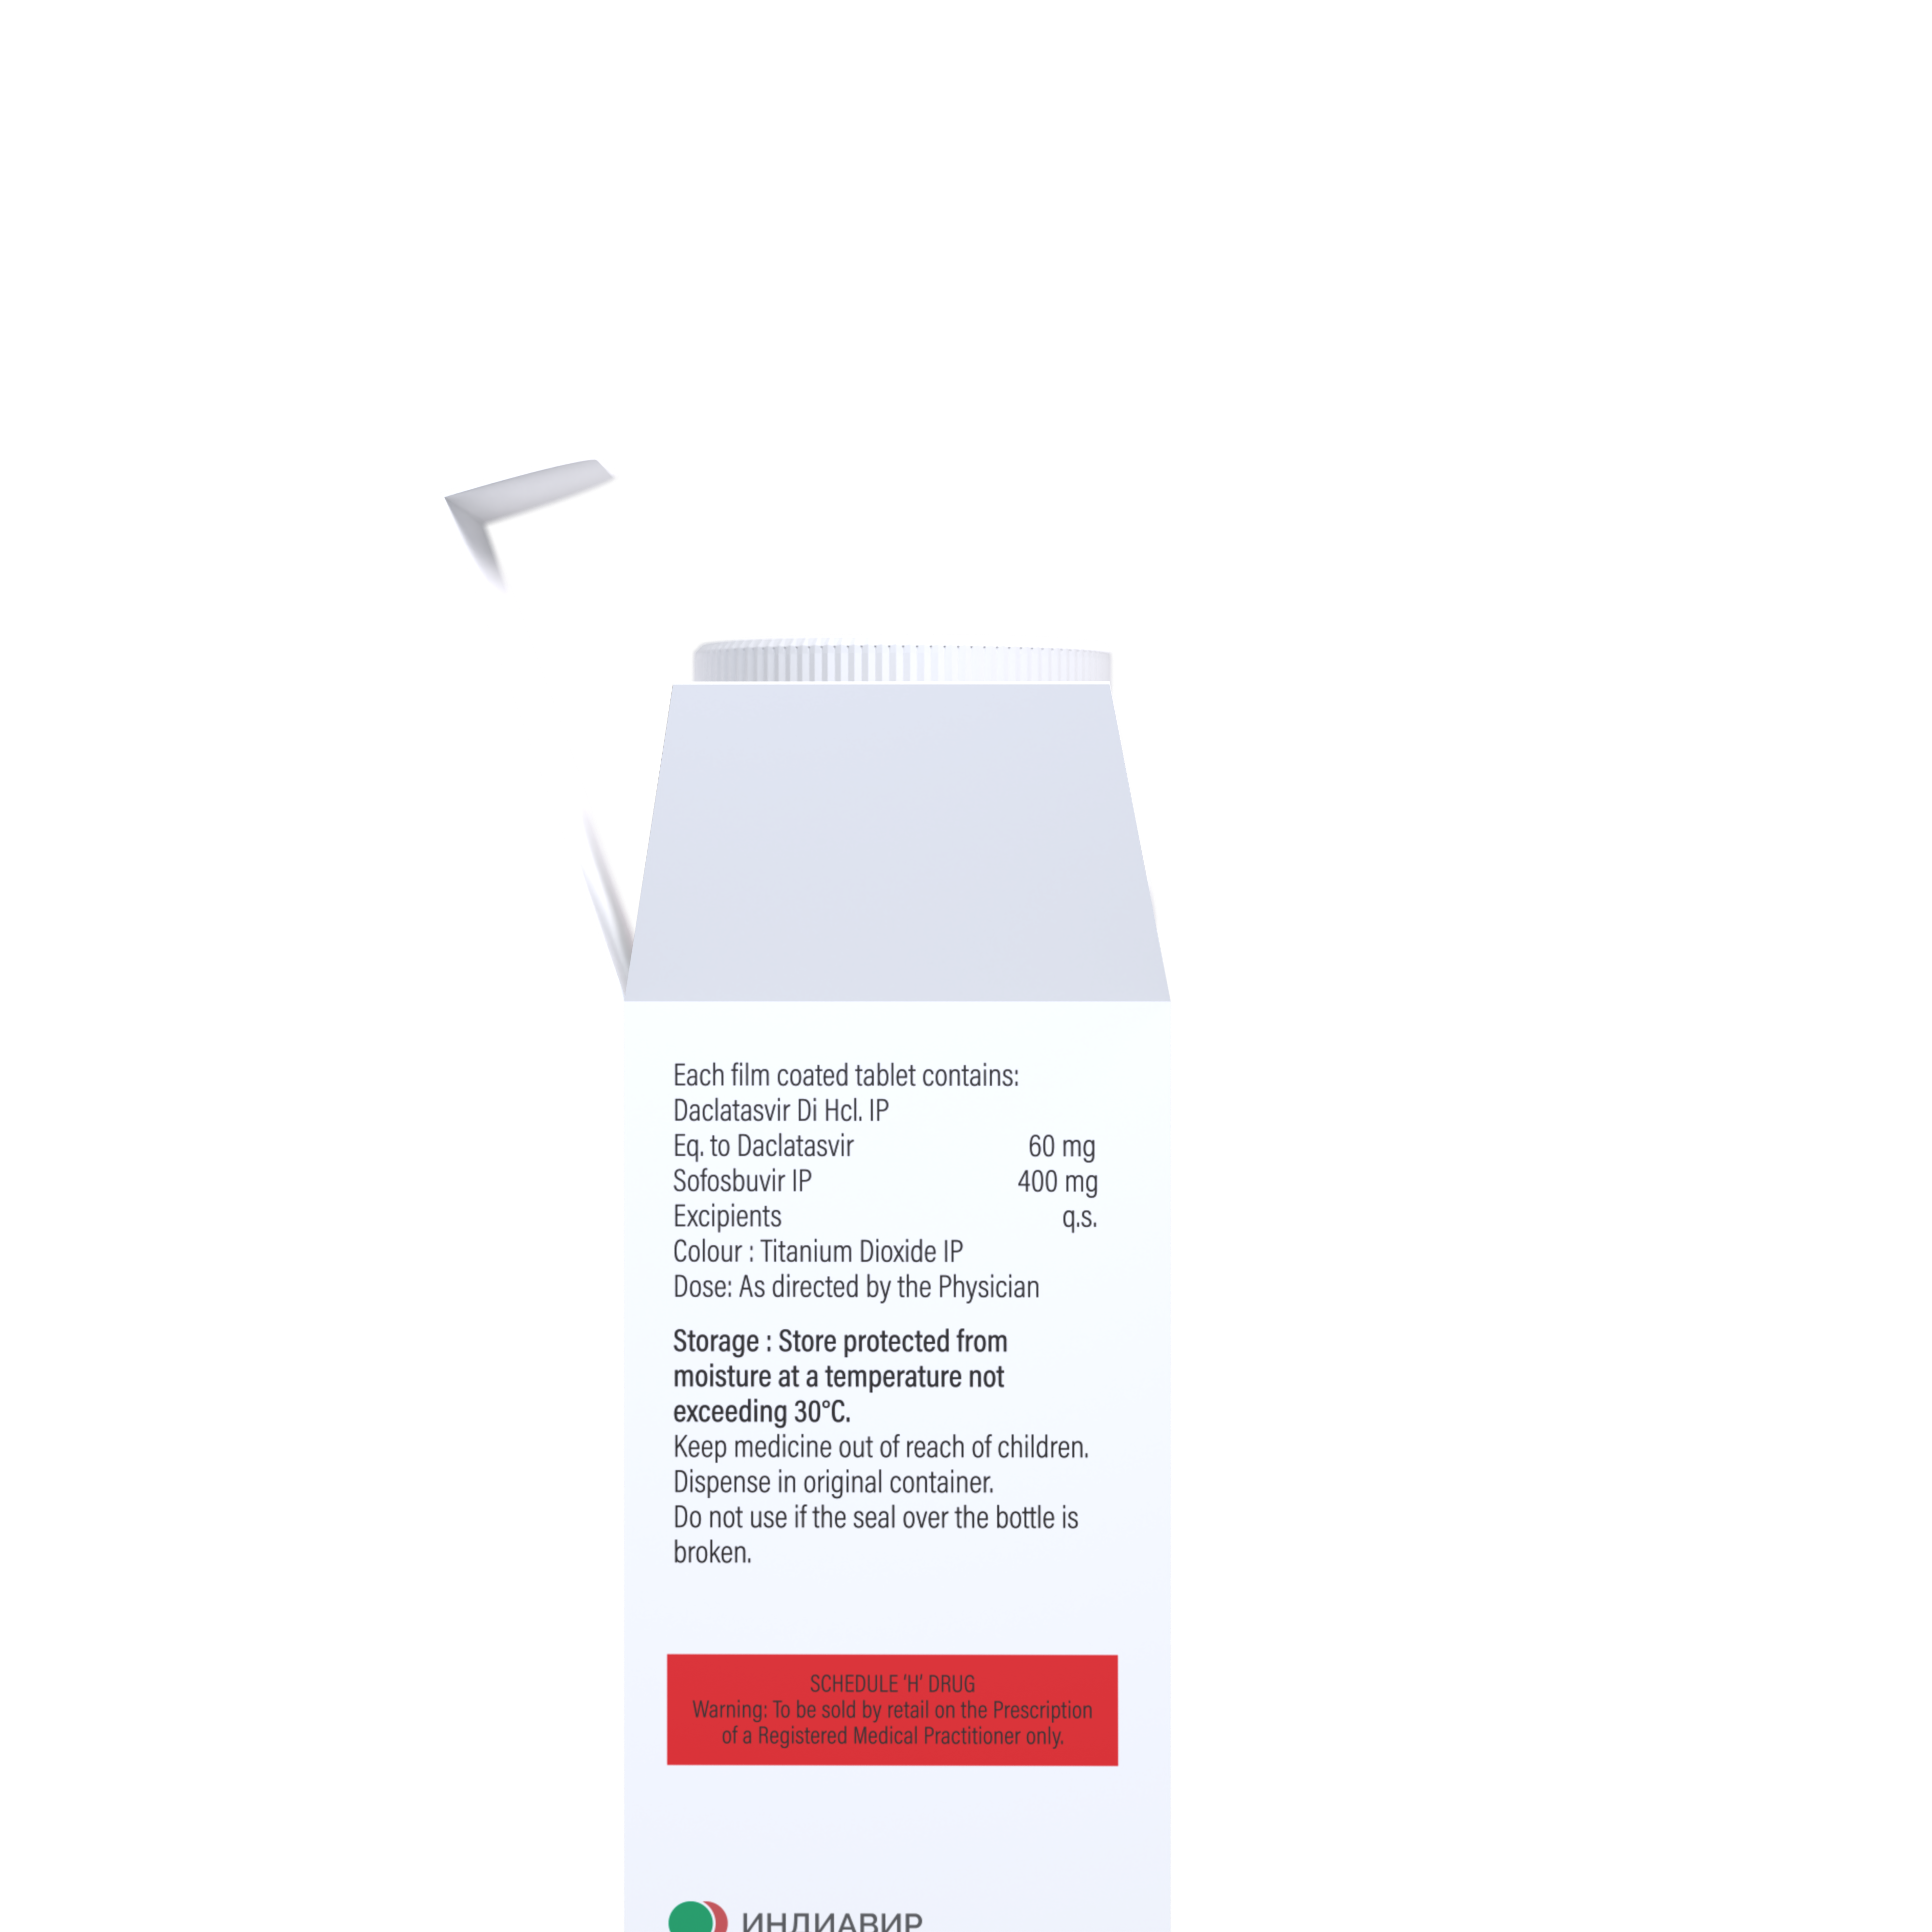 Each film coated tablet contains:
Daclatasvir Di Hcl. IP
Eq. to Daclatasvir 60 mg
Sofosbuvir IP 400 mg
Excipients q.s.
Colour : Titanium Dioxide IP
Dose: As directed by the Physician
Storage : Store protected from
moisture at a temperature not
exceeding 30°C.
Keep medicine out of reach of children.
Dispense in original container.
Do not use if the seal over the bottle is
broken.
SCHEDULE 'H' DRUG
Warning: To be sold by retail on the Prescription
of a Registered Medical Practitioner only.
ИНДИАВИР